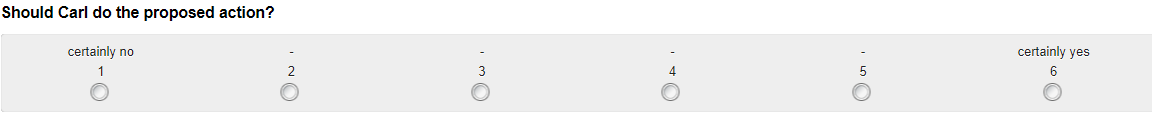 Should Carl do the proposed action?
certainly no - - - - certainly yes
1 2 3 4 5 6